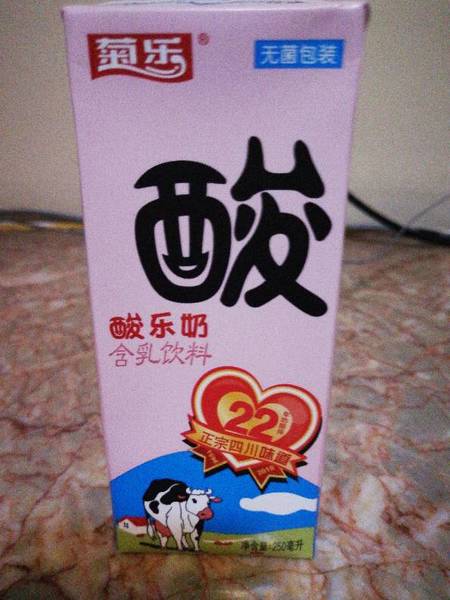 菊乐®
无菌包装
酸
酸乐奶
含乳饮料
22
正宗四川味道
净含量:250毫升